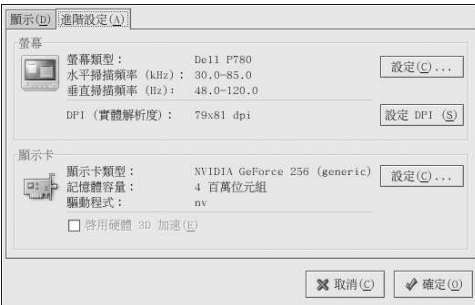 顯示(D) 進階設定(A)
螢幕
螢幕類型： Dell P780
水平掃描頻率 (kHz)： 30.0-85.0
垂直掃描頻率 (Hz)： 48.0-120.0
設定(C)...
DPI (實體解析度)： 79x81 dpi
設定 DPI (S)
顯示卡
顯示卡類型： NVIDIA GeForce 256 (generic)
記憶體容量： 4 百萬位元組
驅動程式： nv
設定(C)...
啓用硬體 3D 加速(E)
取消(C) 確定(O)